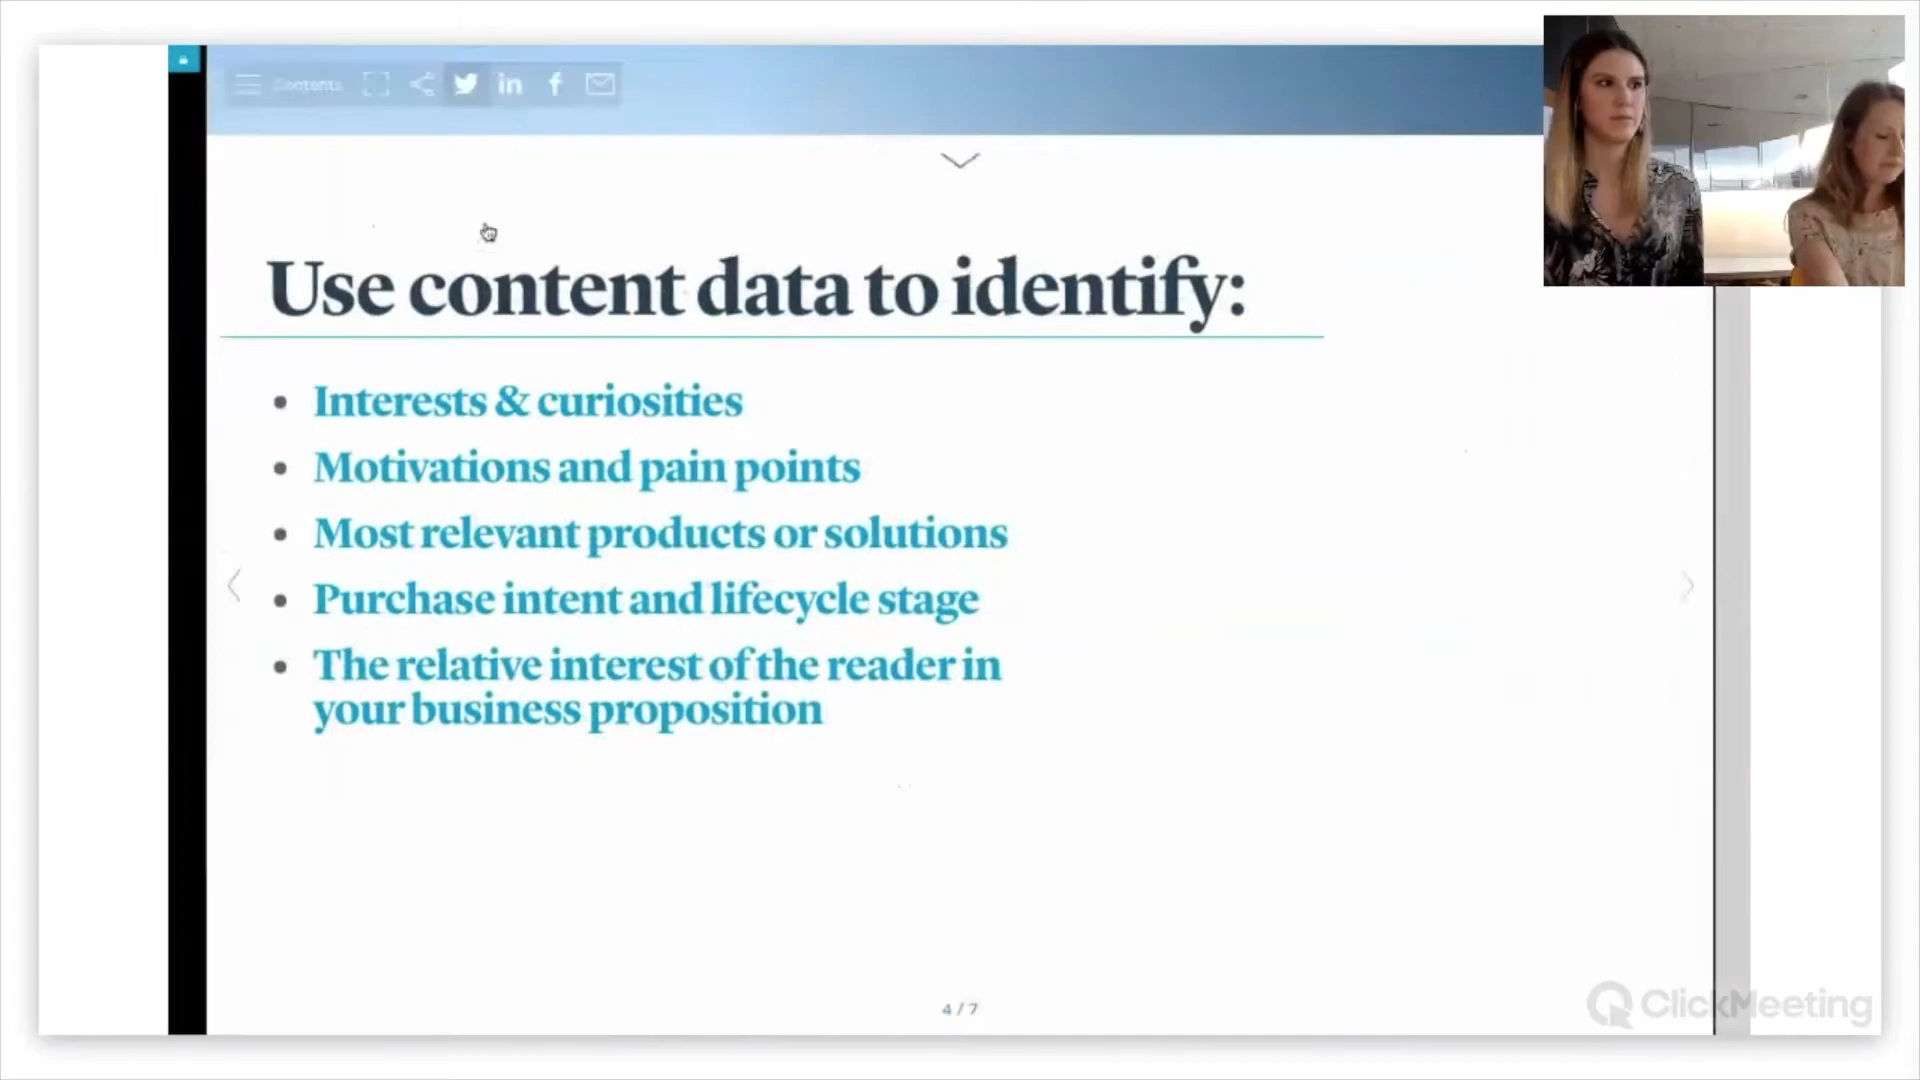 Contents
Use content data to identify:
Interests & curiosities
Motivations and pain points
Most relevant products or solutions
Purchase intent and lifecycle stage
The relative interest of the reader in
your business proposition
4 / 7
ClickMeeting